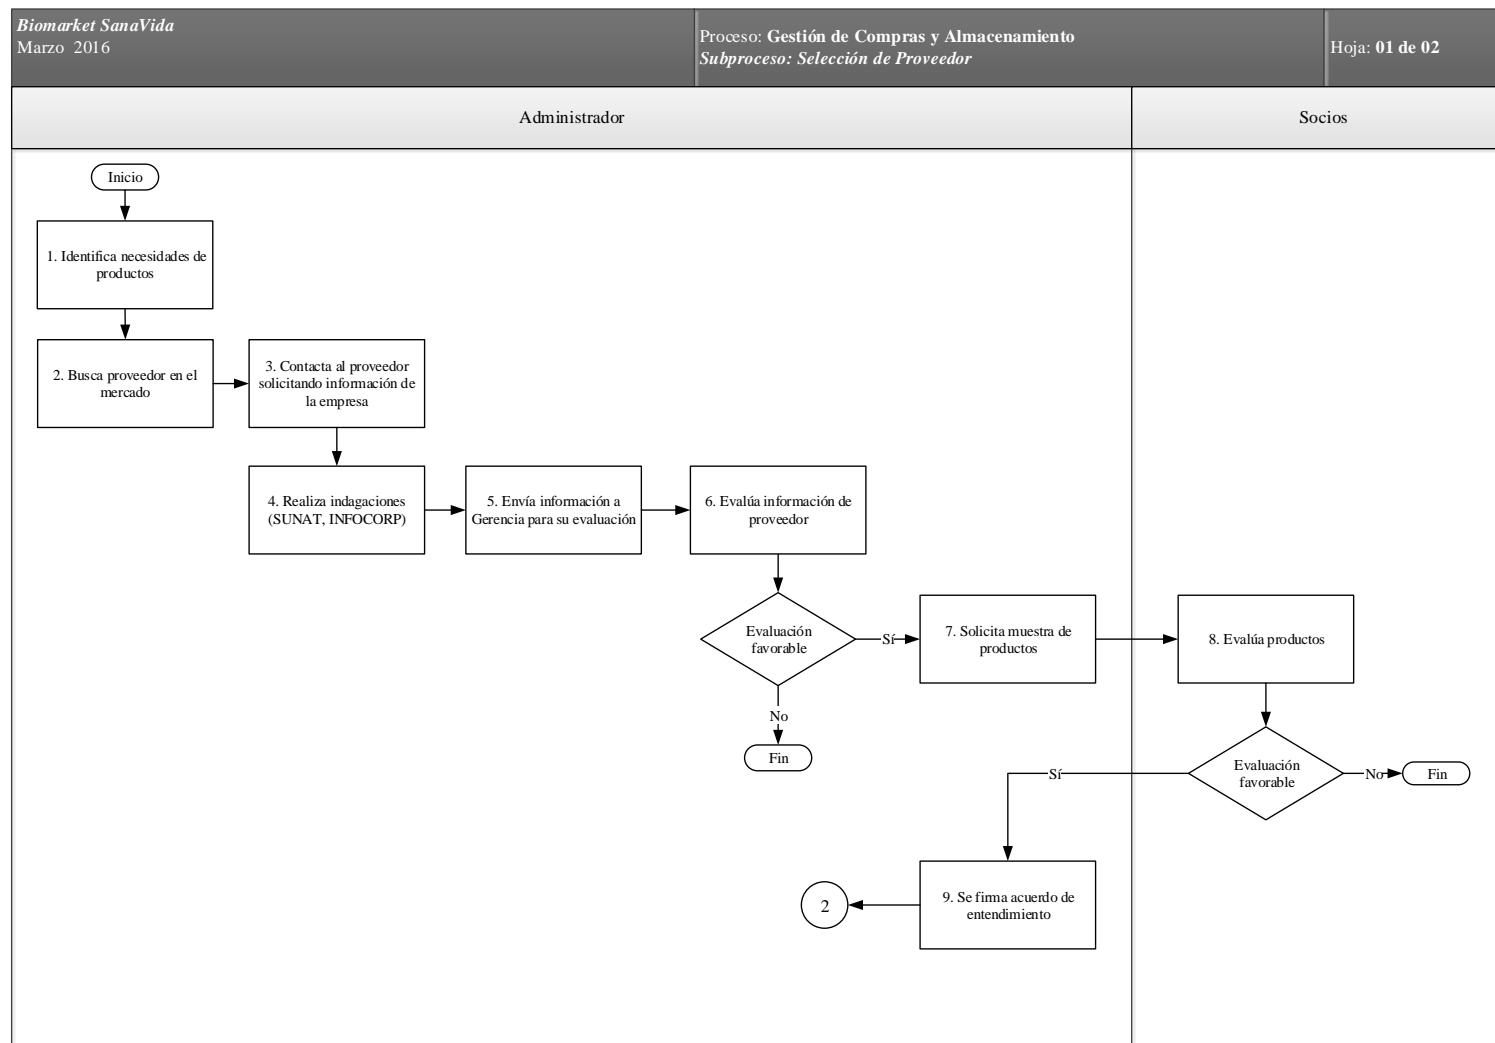 Biomarket SanaVida
Marzo 2016
Proceso: Gestión de Compras y Almacenamiento
Subproceso: Selección de Proveedor
Hoja: 01 de 02
Administrador
Socios
Inicio
1. Identifica necesidades de
productos
2. Busca proveedor en el
mercado
3. Contacta al proveedor
solicitando información de
la empresa
4. Realiza indagaciones
(SUNAT, INFOCORP)
5. Envía información a
Gerencia para su evaluación
6. Evalúa información de
proveedor
Evaluación
favorable
Sí
7. Solicita muestra de
productos
8. Evalúa productos
No
Fin
Evaluación
favorable
No
Fin
Sí
9. Se firma acuerdo de
entendimiento
2